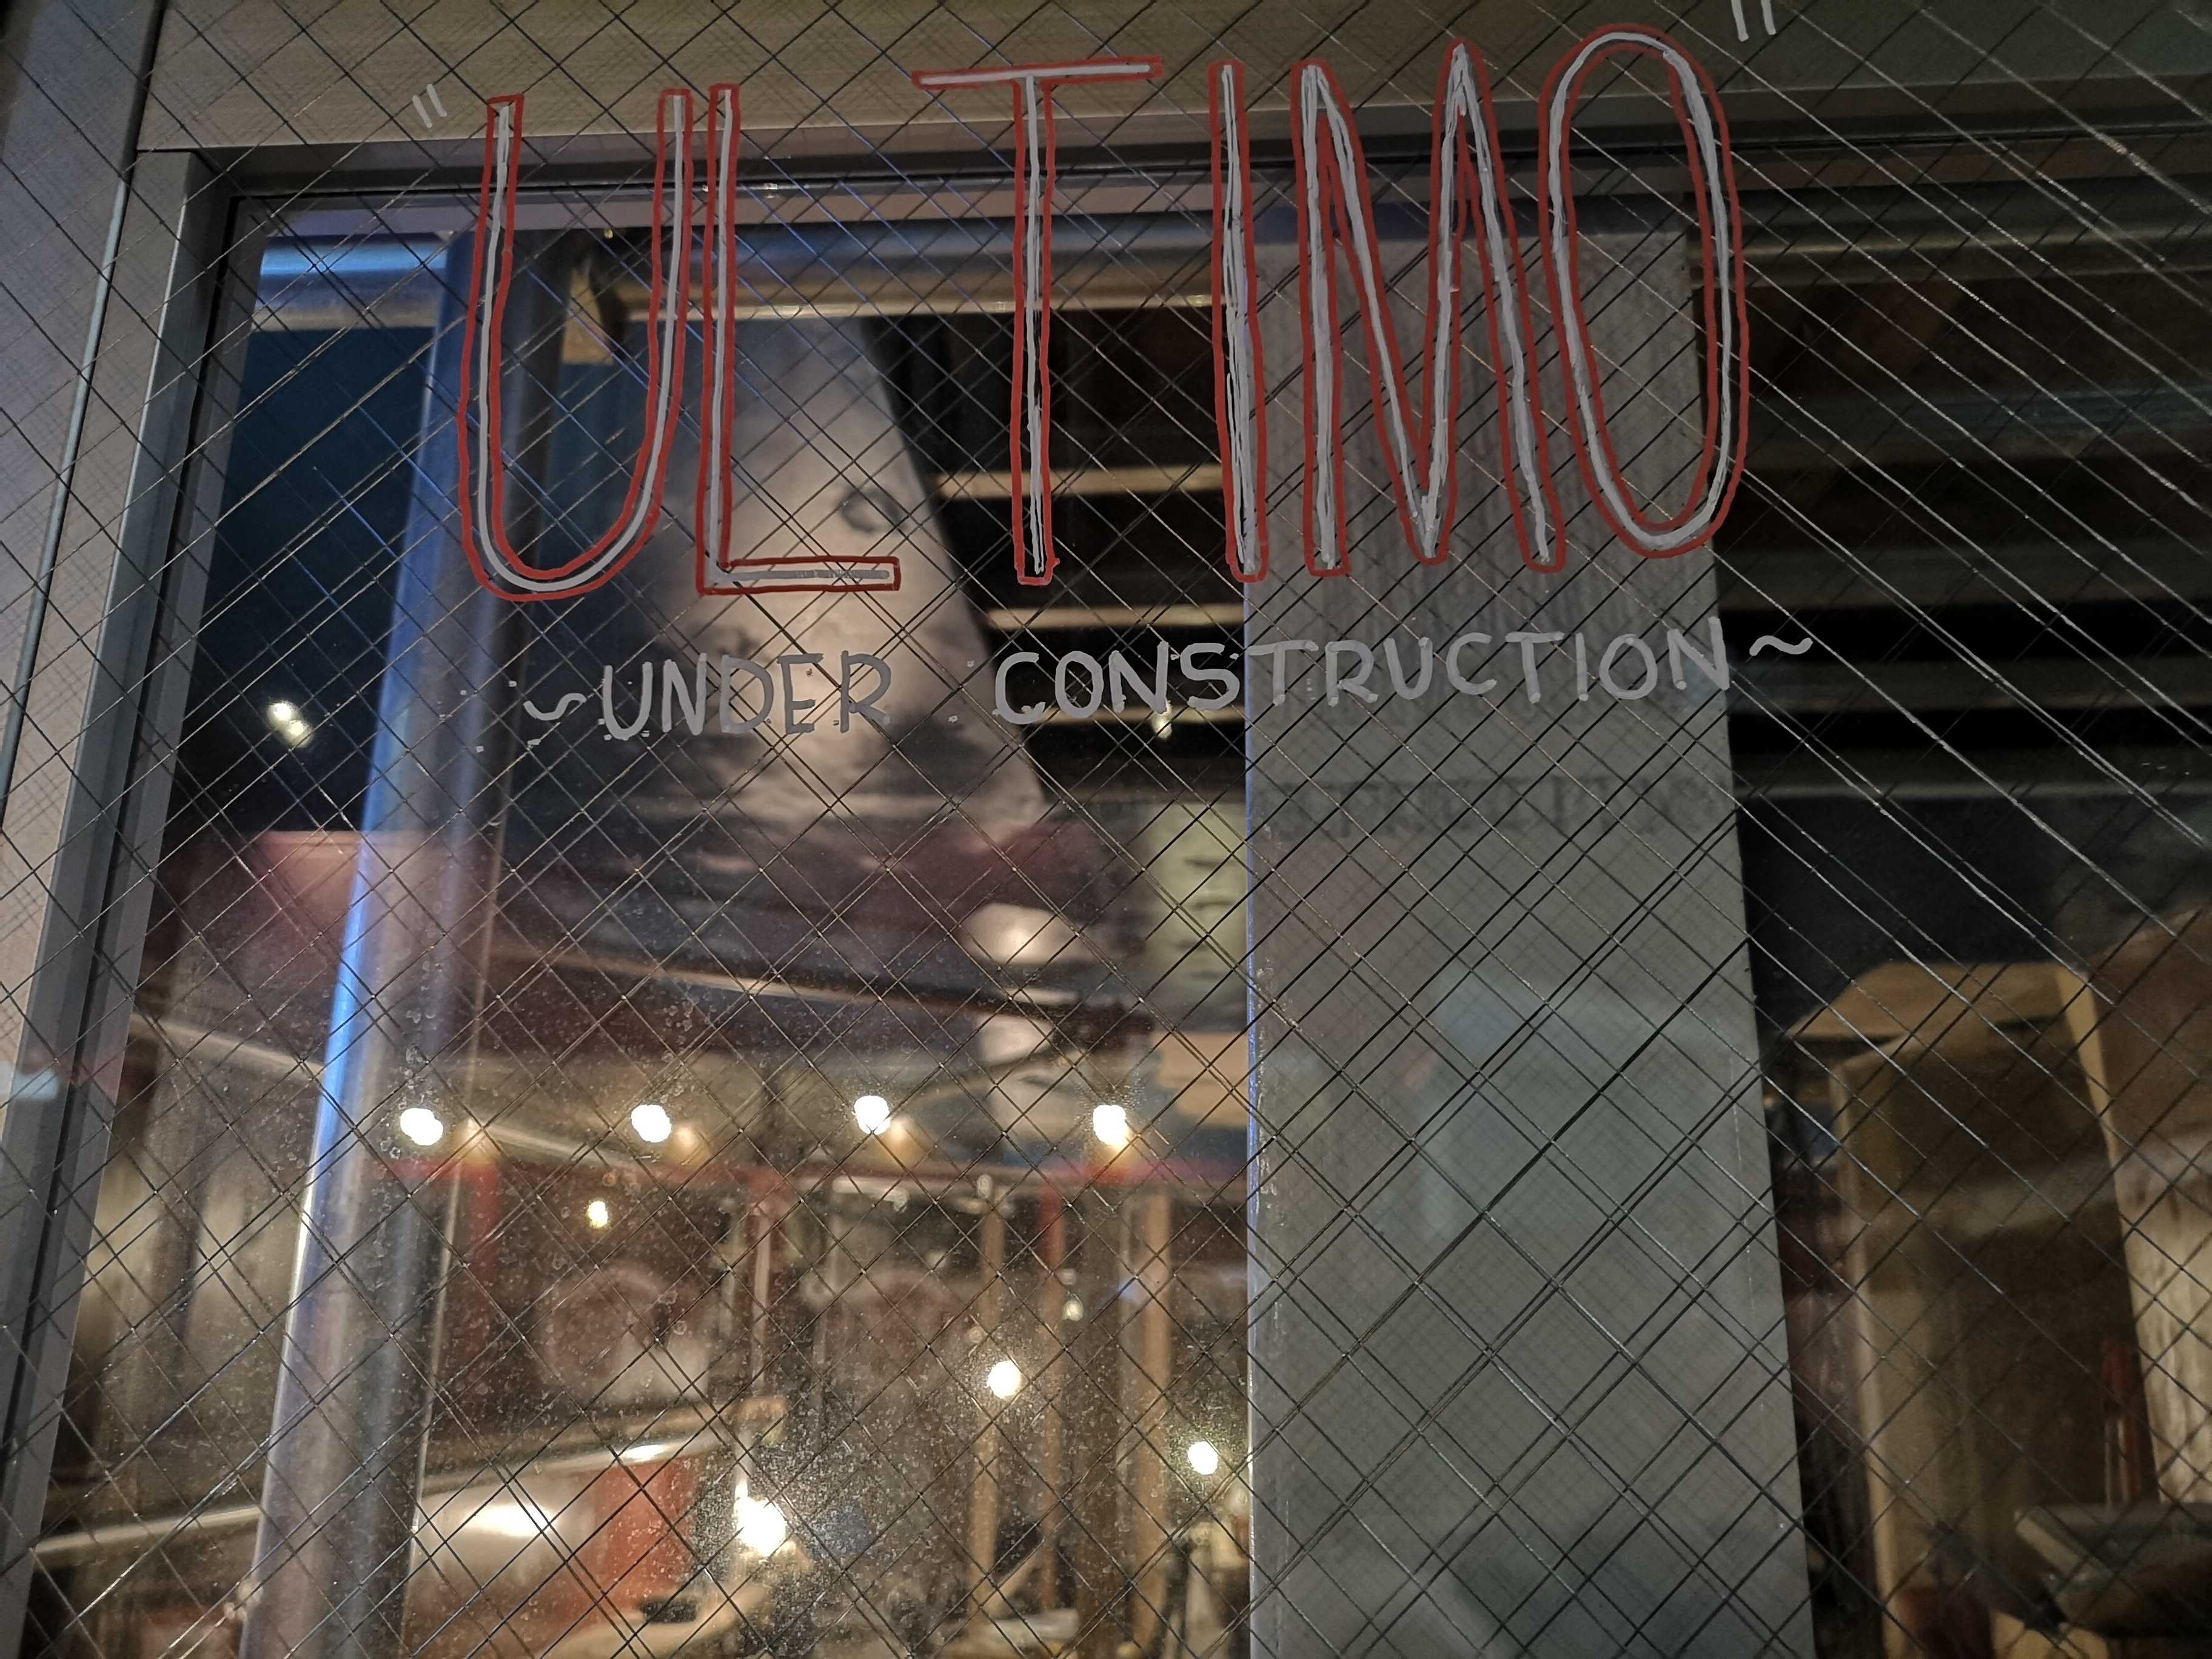 "ULTIMO"
~UNDER CONSTRUCTION~